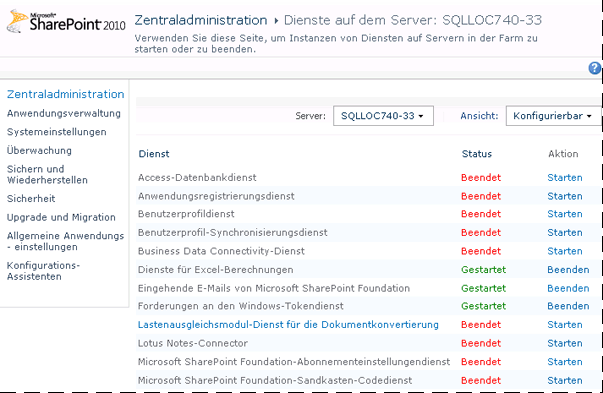 Microsoft®
SharePoint 2010
Zentraladministration ▸ Dienste auf dem Server: SQLLOC740-33
Verwenden Sie diese Seite, um Instanzen von Diensten auf Servern in der Farm zu
starten oder zu beenden.
?
Zentraladministration
Anwendungsverwaltung
Systemeinstellungen
Überwachung
Sichern und
Wiederherstellen
Sicherheit
Upgrade und Migration
Allgemeine Anwendungs
- einstellungen
Konfigurations-
Assistenten
Server: SQLLOC740-33 Ansicht: Konfigurierbar
Dienst Status Aktion
Access-Datenbankdienst Beendet Starten
Anwendungsregistrierungsdienst Beendet Starten
Benutzerprofildienst Beendet Starten
Benutzerprofil-Synchronisierungsdienst Beendet Starten
Business Data Connectivity-Dienst Beendet Starten
Dienste für Excel-Berechnungen Gestartet Beenden
Eingehende E-Mails von Microsoft SharePoint Foundation Gestartet Beenden
Forderungen an den Windows-Tokendienst Gestartet Beenden
Lastenausgleichsmodul-Dienst für die Dokumentkonvertierung Beendet Starten
Lotus Notes-Connector Beendet Starten
Microsoft SharePoint Foundation-Abonnementeinstellungendienst Beendet Starten
Microsoft SharePoint Foundation-Sandkasten-Codedienst Beendet Starten